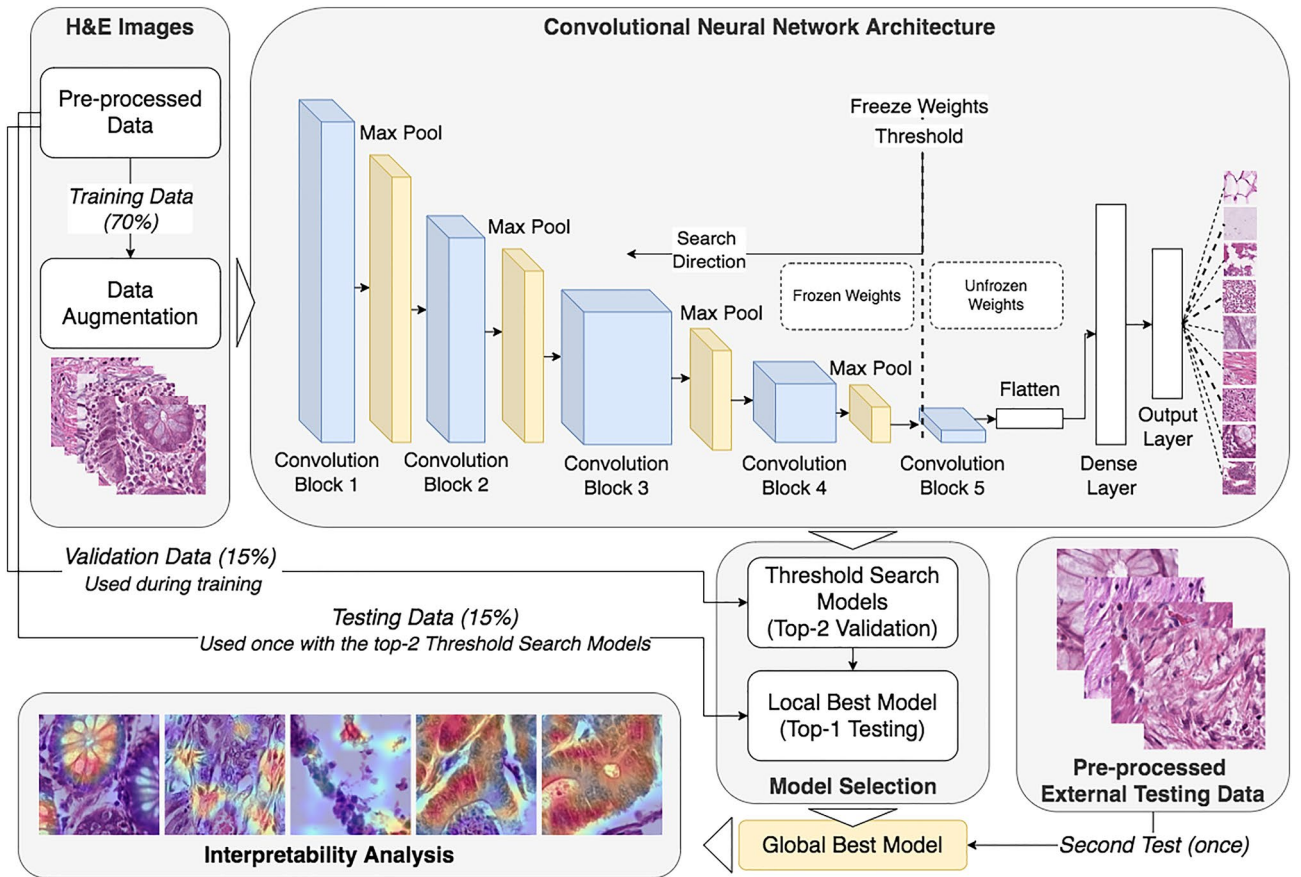 H&E Images
Pre-processed
Data
Training Data
(70%)
Data
Augmentation
Convolutional Neural Network Architecture
Freeze Weights
Threshold
Max Pool
Max Pool
Search
Direction
Frozen Weights
Unfrozen
Weights
Max Pool
Max Pool
Flatten
Output
Layer
Convolution
Block 1
Convolution
Block 2
Convolution
Block 3
Convolution
Block 4
Convolution
Block 5
Dense
Layer
Validation Data (15%)
Used during training
Testing Data (15%)
Used once with the top-2 Threshold Search Models
Threshold Search
Models
(Top-2 Validation)
Local Best Model
(Top-1 Testing)
Model Selection
Pre-processed
External Testing Data
Second Test (once)
Global Best Model
Interpretability Analysis